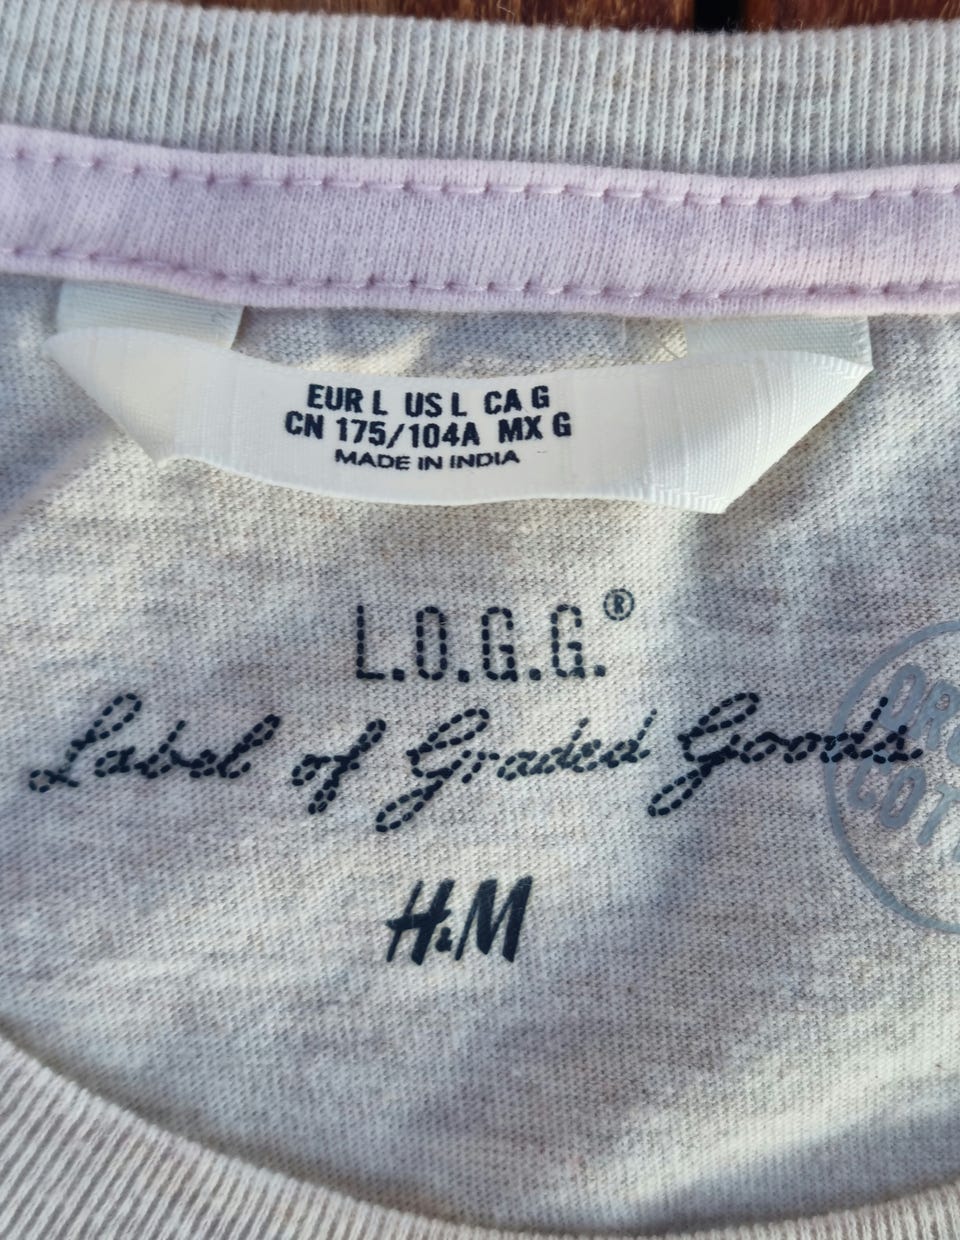 EUR L US L CA G
CN 175/104A MX G
MADE IN INDIA
L.O.G.G.®
Label of Graded Goods
H&M